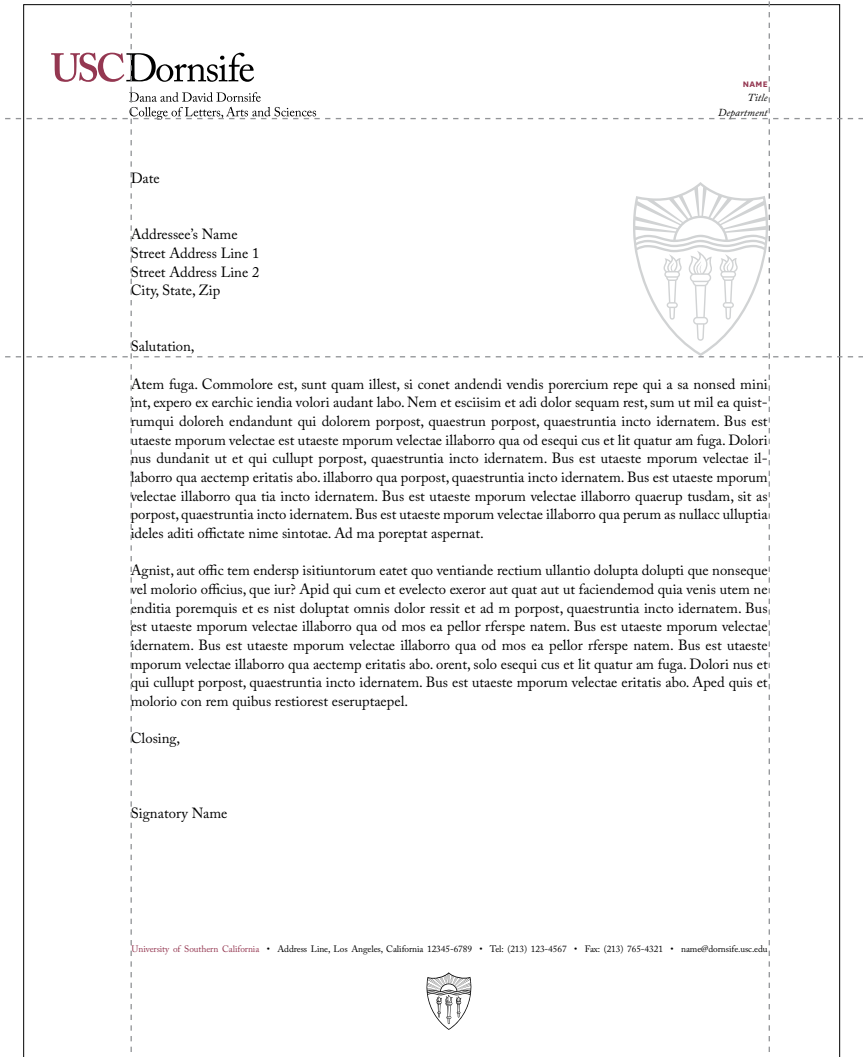 USCDornsife
Dana and David Dornsife
College of Letters, Arts and Sciences
NAME
Title
Department
Date
Addressee's Name
Street Address Line 1
Street Address Line 2
City, State, Zip
Salutation,
Atem fuga. Commolore est, sunt quam illest, si conet andendi vendis porercium repe qui a sa nonsed mini
int, expero ex earchic iendia volori audant labo. Nem et esciisim et adi dolor sequam rest, sum ut mil ea quist-
rumqui doloreh endandunt qui dolorem porpost, quaestrun porpost, quaestruntia incto idernatem. Bus est
utaeste mporum velectae est utaeste mporum velectae illaborro qua od esequi cus et lit quatur am fuga. Dolori
nus dundanit ut et qui cullupt porpost, quaestruntia incto idernatem. Bus est utaeste mporum velectae il-
laborro qua aectemp eritatis abo. illaborro qua porpost, quaestruntia incto idernatem. Bus est utaeste mporum
velectae illaborro qua tia incto idernatem. Bus est utaeste mporum velectae illaborro quaerup tusdam, sit as
porpost, quaestruntia incto idernatem. Bus est utaeste mporum velectae illaborro qua perum as nullacc ulluptia
ideles aditi offictate nime sintotae. Ad ma poreptat aspernat.
Agnist, aut offic tem endersp isitiuntorum eatet quo ventiande rectium ullantio dolupta dolupti que nonseque
vel molorio officius, que iur? Apid qui cum et evelecto exeror aut quat aut ut faciendemod quia venis utem ne
enditia poremquis et es nist doluptat omnis dolor ressit et ad m porpost, quaestruntia incto idernatem. Bus
est utaeste mporum velectae illaborro qua od mos ea pellor rferspe natem. Bus est utaeste mporum velectae
idernatem. Bus est utaeste mporum velectae illaborro qua od mos ea pellor rferspe natem. Bus est utaeste
mporum velectae illaborro qua aectemp eritatis abo. orent, solo esequi cus et lit quatur am fuga. Dolori nus et
qui cullupt porpost, quaestruntia incto idernatem. Bus est utaeste mporum velectae eritatis abo. Aped quis et
molorio con rem quibus restiorest eseruptaepel.
Closing,
Signatory Name
University of Southern California • Address Line, Los Angeles, California 12345-6789 • Tel: (213) 123-4567 • Fax: (213) 765-4321 • name@dornsife.usc.edu